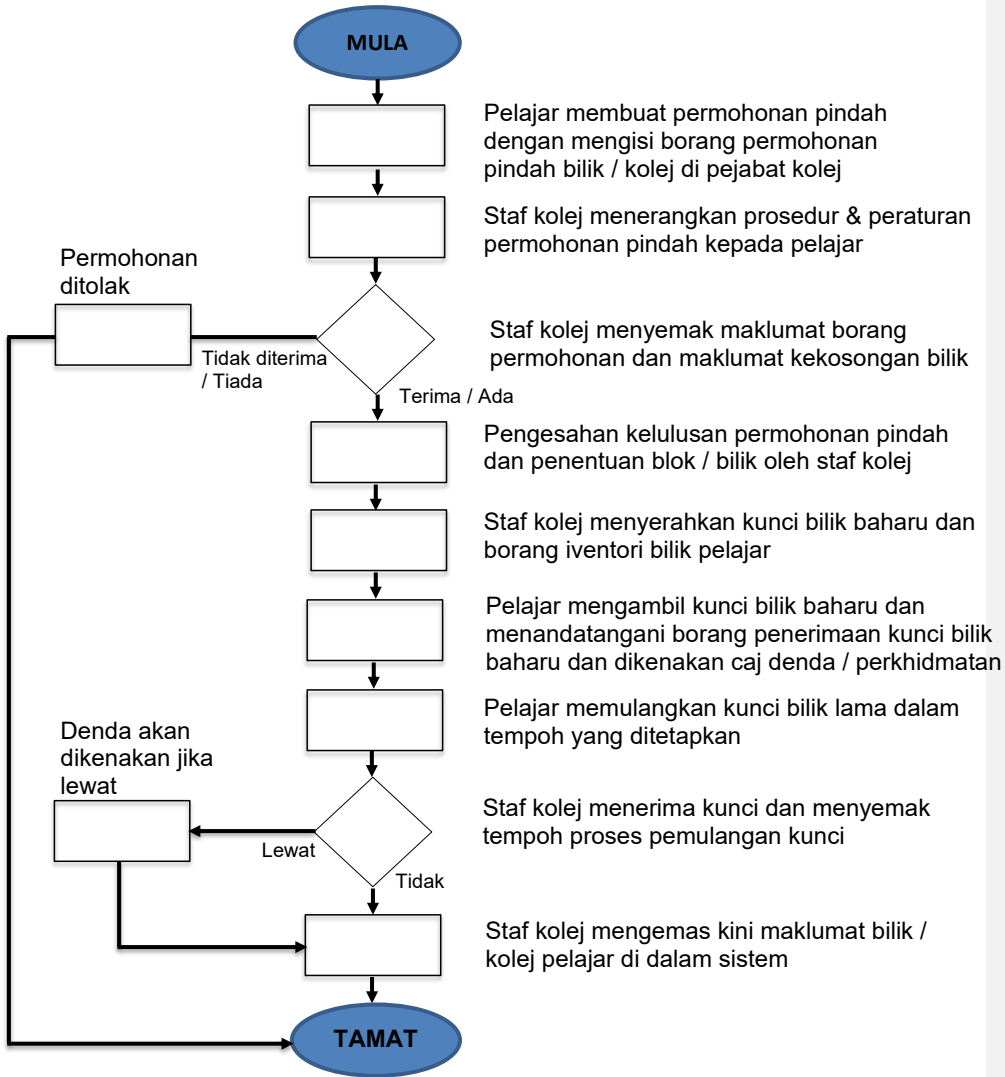 MULA
Pelajar membuat permohonan pindah
dengan mengisi borang permohonan
pindah bilik / kolej di pejabat kolej
Staf kolej menerangkan prosedur & peraturan
permohonan pindah kepada pelajar
Permohonan
ditolak
Staf kolej menyemak maklumat borang
permohonan dan maklumat kekosongan bilik
Tidak diterima
/ Tiada
Terima / Ada
Pengesahan kelulusan permohonan pindah
dan penentuan blok / bilik oleh staf kolej
Staf kolej menyerahkan kunci bilik baharu dan
borang iventori bilik pelajar
Pelajar mengambil kunci bilik baharu dan
menandatangani borang penerimaan kunci bilik
baharu dan dikenakan caj denda / perkhidmatan
Pelajar memulangkan kunci bilik lama dalam
tempoh yang ditetapkan
Denda akan
dikenakan jika
lewat
Staf kolej menerima kunci dan menyemak
tempoh proses pemulangan kunci
Lewat
Tidak
Staf kolej mengemas kini maklumat bilik /
kolej pelajar di dalam sistem
TAMAT